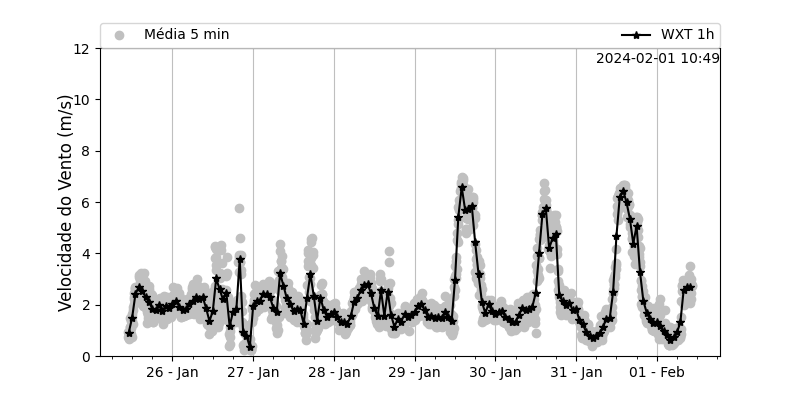 Média 5 min
WXT 1h
2024-02-01 10:49
Velocidade do Vento (m/s)
12
10
8
6
4
2
0
26 - Jan
27 - Jan
28 - Jan
29 - Jan
30 - Jan
31 - Jan
01 - Feb